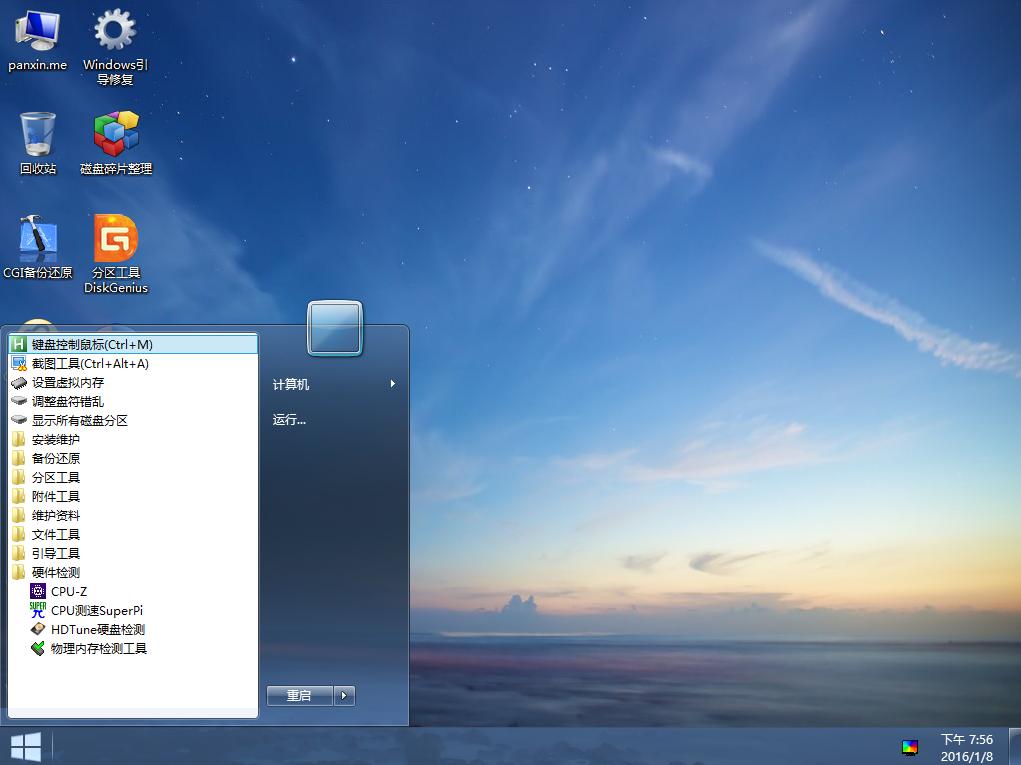 panxin.me
Windows引
导修复
回收站
磁盘碎片整理
CGI备份还原
分区工具
DiskGenius
键盘控制鼠标(Ctrl+M)
截图工具(Ctrl+Alt+A)
设置虚拟内存
调整盘符错乱
显示所有磁盘分区
安装维护
备份还原
分区工具
附件工具
维护资料
文件工具
引导工具
硬件检测
CPU-Z
CPU测速SuperPi
HDTune硬盘检测
物理内存检测工具
计算机
运行...
重启
下午 7:56
2016/1/8